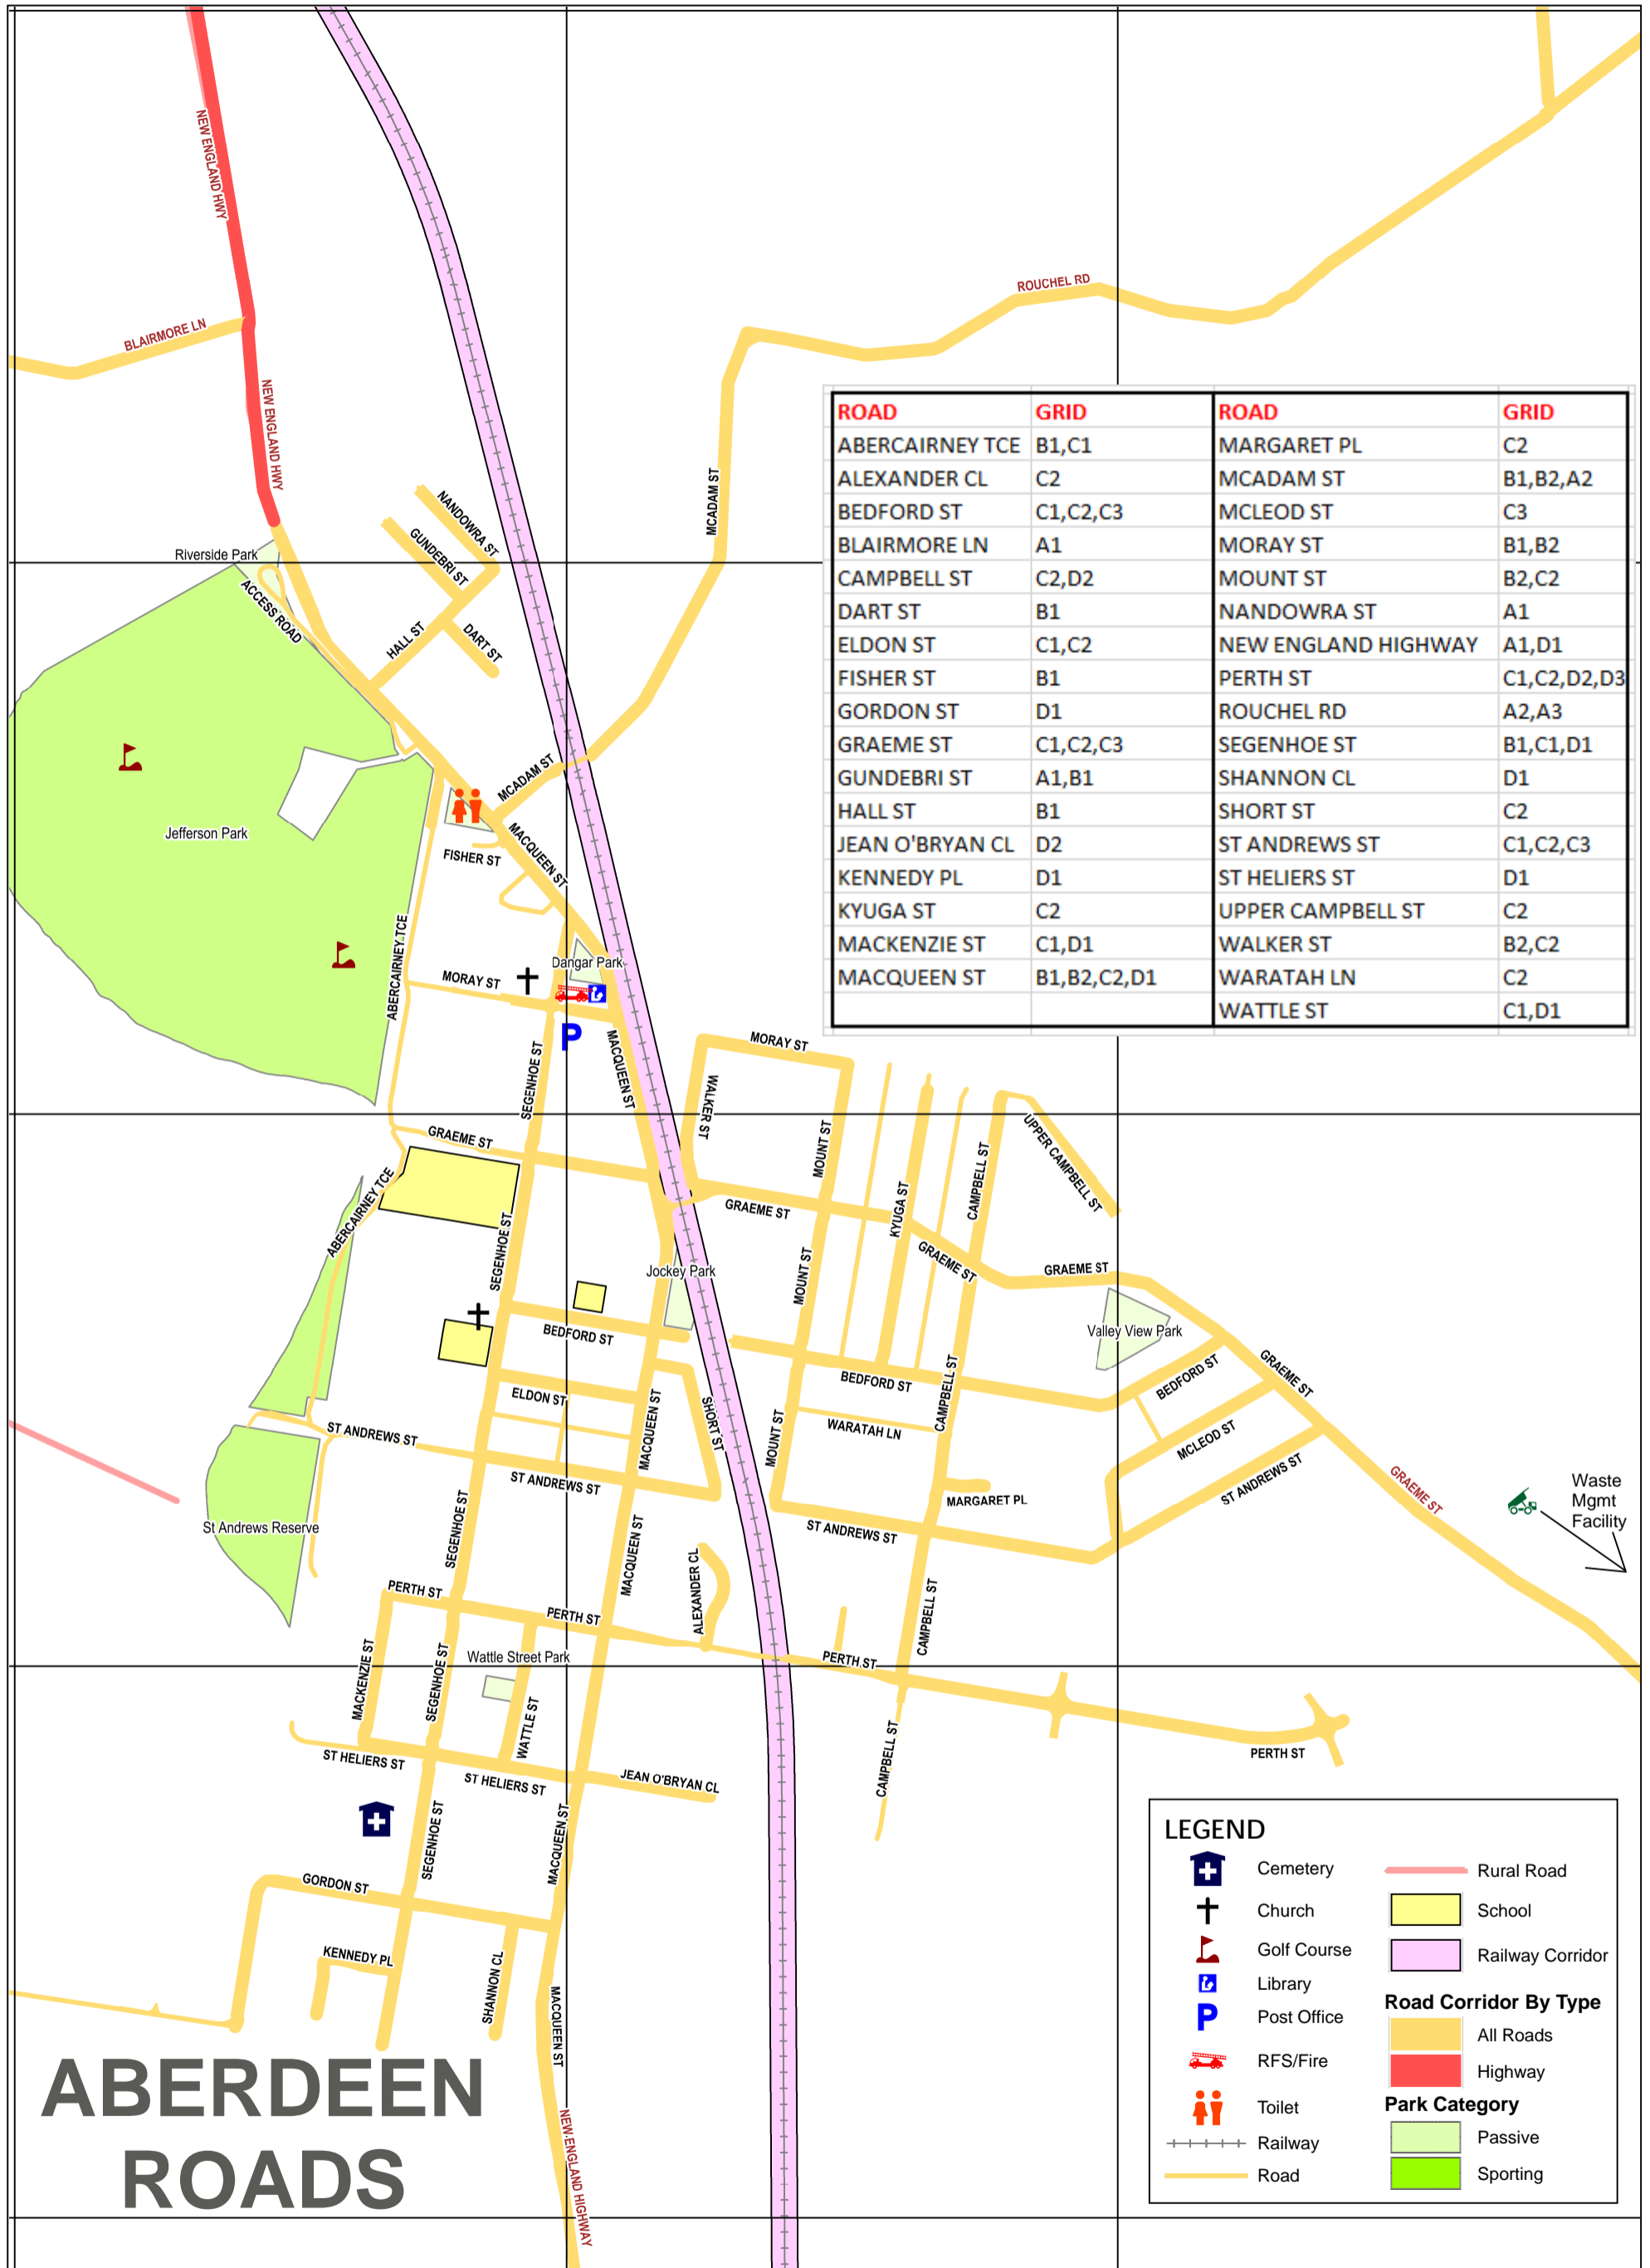 NEW ENGLAND HWY
BLAIRMORE LN
NEW ENGLAND HWY
ROUCHEL RD
MCADAM ST
NANDOWRA ST
GUNDEBRI ST
Riverside Park
ACCESS ROAD
HALL ST
DART ST
MCADAM ST
Jefferson Park
FISHER ST
MACQUEEN ST
ABERCAIRNEY TCE
MORAY ST
Dangar Park
P
SEGENHOE ST
MACQUEEN ST
MORAY ST
WALKER ST
MOUNT ST
GRAEME ST
UPPER CAMPBELL ST
CAMPBELL ST
KYUGA ST
ABERCAIRNEY TCE
SEGENHOE ST
GRAEME ST
GRAEME ST
GRAEME ST
MOUNT ST
Jockey Park
Valley View Park
BEDFORD ST
BEDFORD ST
BEDFORD ST
GRAEME ST
ELDON ST
SHORT ST
MACQUEEN ST
MOUNT ST
WARATAH LN
CAMPBELL ST
MCLEOD ST
ST ANDREWS ST
ST ANDREWS ST
MARGARET PL
ST ANDREWS ST
GRAEME ST
St Andrews Reserve
SEGENHOE ST
MACQUEEN ST
ST ANDREWS ST
Waste
Mgmt
Facility
ALEXANDER CL
CAMPBELL ST
PERTH ST
PERTH ST
PERTH ST
Wattle Street Park
MACKENZIE ST
SEGENHOE ST
WATTLE ST
CAMPBELL ST
PERTH ST
ST HELIERS ST
ST HELIERS ST
JEAN O'BRYAN CL
SEGENHOE ST
MACQUEEN ST
GORDON ST
KENNEDY PL
SHANNON CL
MACQUEEN ST
NEW ENGLAND HIGHWAY
ROAD GRID ROAD GRID
ABERCAIRNEY TCE B1,C1 MARGARET PL C2
ALEXANDER CL C2 MCADAM ST B1,B2,A2
BEDFORD ST C1,C2,C3 MCLEOD ST C3
BLAIRMORE LN A1 MORAY ST B1,B2
CAMPBELL ST C2,D2 MOUNT ST B2,C2
DART ST B1 NANDOWRA ST A1
ELDON ST C1,C2 NEW ENGLAND HIGHWAY A1,D1
FISHER ST B1 PERTH ST C1,C2,D2,D3
GORDON ST D1 ROUCHEL RD A2,A3
GRAEME ST C1,C2,C3 SEGENHOE ST B1,C1,D1
GUNDEBRI ST A1,B1 SHANNON CL D1
HALL ST B1 SHORT ST C2
JEAN O'BRYAN CL D2 ST ANDREWS ST C1,C2,C3
KENNEDY PL D1 ST HELIERS ST D1
KYUGA ST C2 UPPER CAMPBELL ST C2
MACKENZIE ST C1,D1 WALKER ST B2,C2
MACQUEEN ST B1,B2,C2,D1 WARATAH LN C2
WATTLE ST C1,D1
LEGEND
Cemetery
Church
Golf Course
Library
P Post Office
RFS/Fire
Toilet
Railway
Road
Rural Road
School
Railway Corridor
Road Corridor By Type
All Roads
Highway
Park Category
Passive
Sporting
ABERDEEN
ROADS